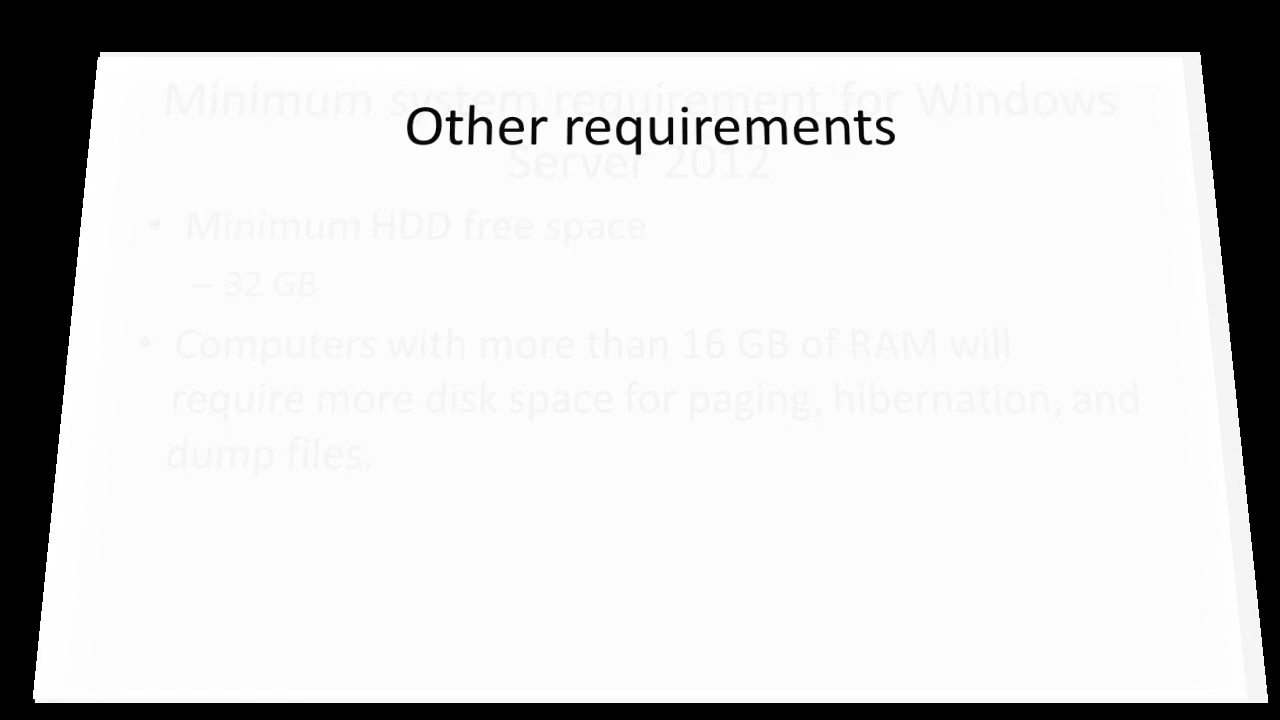 Minimum system requirement for Windows
Other requirements
Server 2012
• Minimum HDD free space
– 32 GB
• Computers with more than 16 GB of RAM will
require more disk space for paging, hibernation, and
dump files.